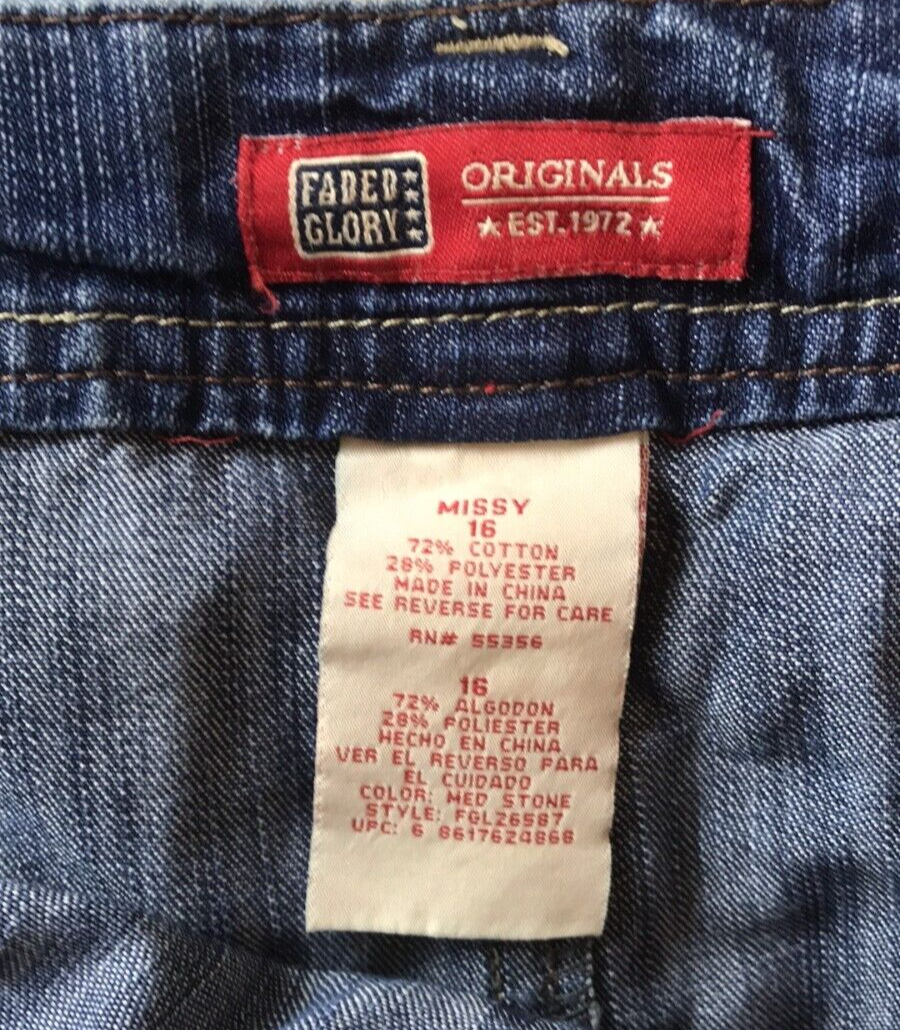 FADED
GLORY
ORIGINALS
EST.1972
MISSY
16
72% COTTON
28% POLYESTER
MADE IN CHINA
SEE REVERSE FOR CARE
RN# 55356
16
72% ALGODON
28% POLIESTER
HECHO EN CHINA
VER EL REVERSO PARA
EL CUIDADO
COLOR: MED STONE
STYLE: FGLZ6587
UPC: 6 8617624868